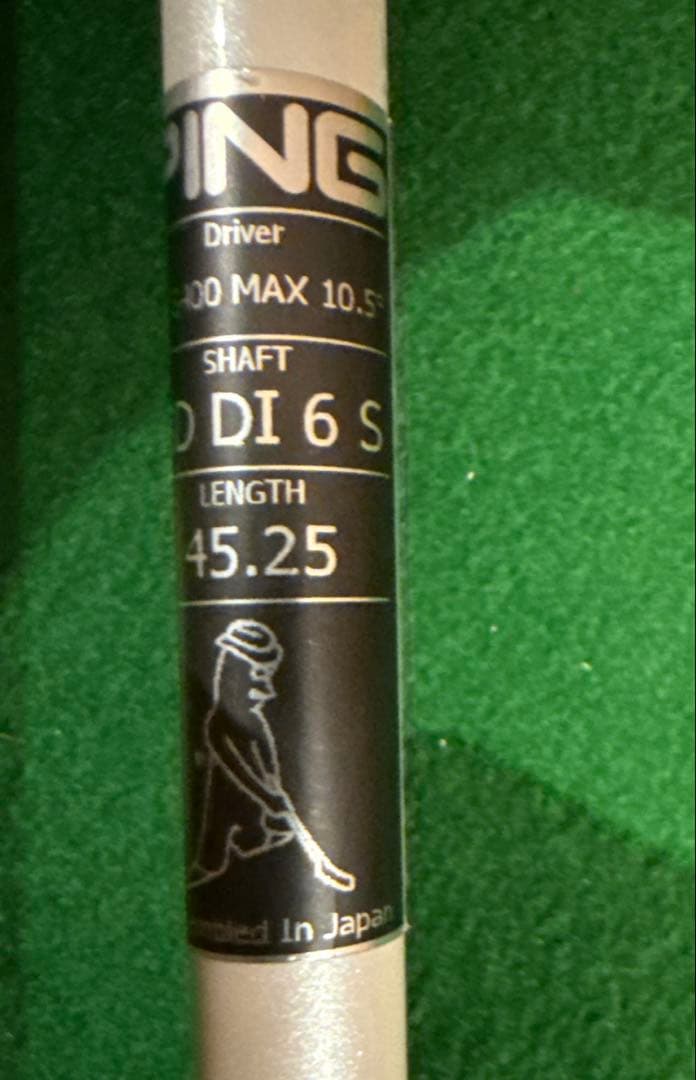 PING
Driver
400 MAX 10.5°
SHAFT
DI 6 S
LENGTH
45.25
In Japan